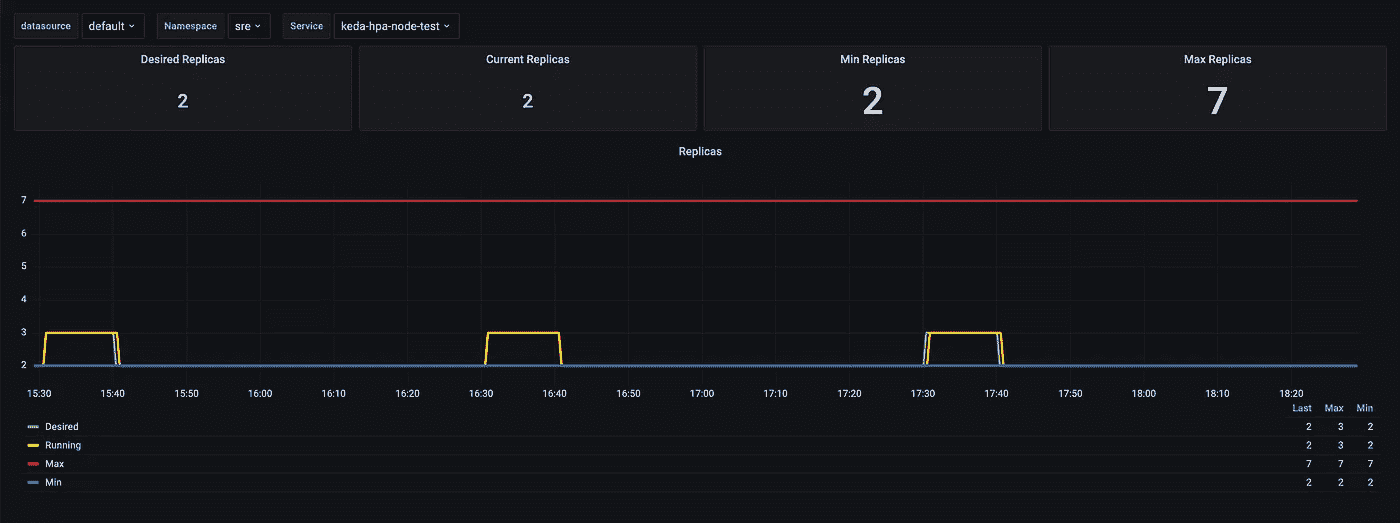 datasource default Namespace sre Service keda-hpa-node-test
Desired Replicas Current Replicas Min Replicas Max Replicas
2 2 2 7
Replicas
7
6
5
4
3
2
15:30 15:40 15:50 16:00 16:10 16:20 16:30 16:40 16:50 17:00 17:10 17:20 17:30 17:40 17:50 18:00 18:10 18:20
Last Max Min
Desired 2 3 2
Running 2 3 2
Max 7 7 7
Min 2 2 2